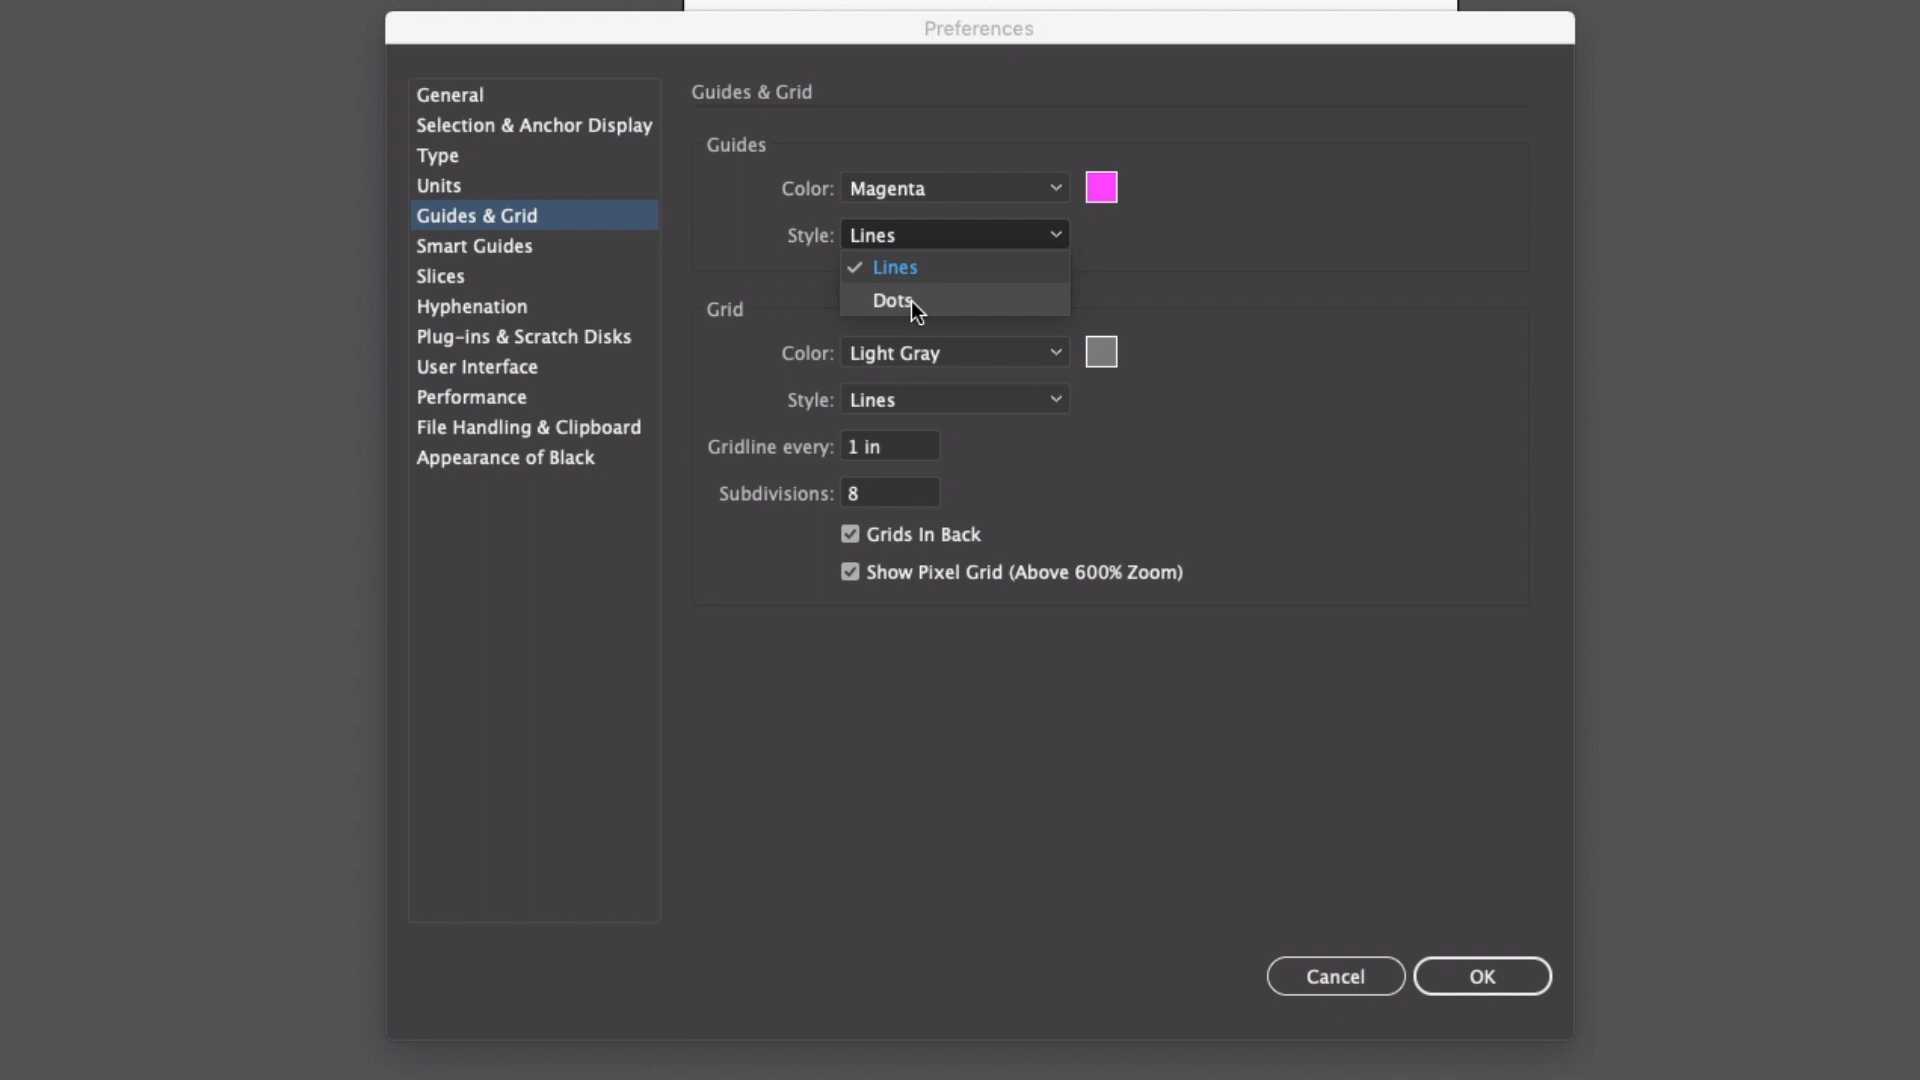 Preferences
General
Selection & Anchor Display
Type
Units
Guides & Grid
Smart Guides
Slices
Hyphenation
Plug-ins & Scratch Disks
User Interface
Performance
File Handling & Clipboard
Appearance of Black
Guides & Grid
Guides
Color: Magenta
Style: Lines
Lines
Dots
Grid
Color: Light Gray
Style: Lines
Gridline every: 1 in
Subdivisions: 8
Grids In Back
Show Pixel Grid (Above 600% Zoom)
Cancel OK